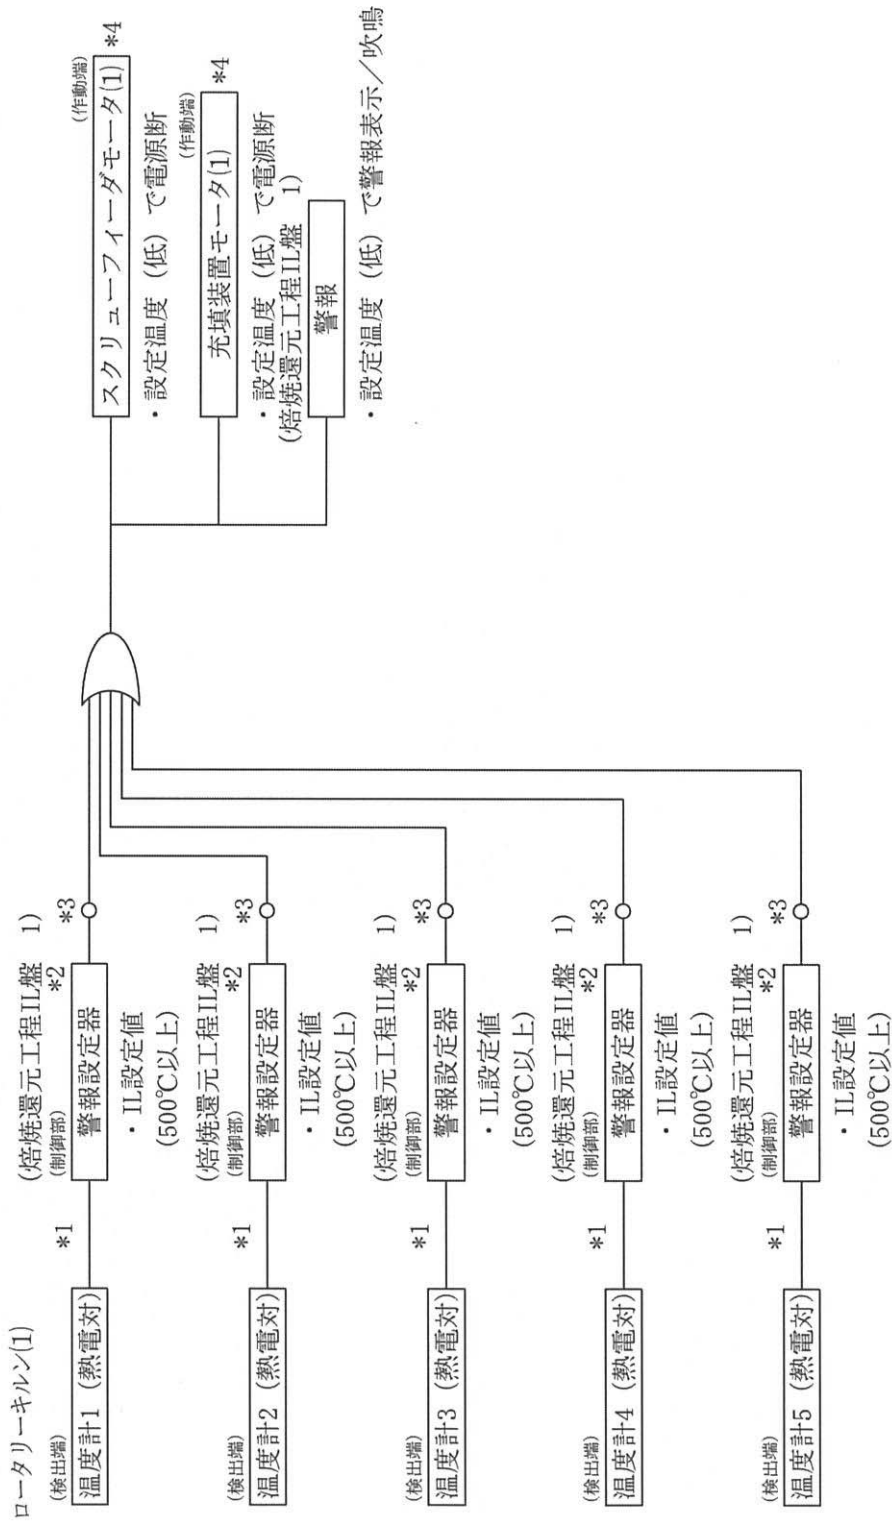 ロータリーキルン(1)
(検出端)
温度計1 (熱電対)
*1
(焙焼還元工程IL盤 1)
(制御部) *2
警報設定器
*3
・IL設定値
(500℃以上)
(検出端)
温度計2 (熱電対)
*1
(焙焼還元工程IL盤 1)
(制御部) *2
警報設定器
*3
・IL設定値
(500℃以上)
(検出端)
温度計3 (熱電対)
*1
(焙焼還元工程IL盤 1)
(制御部) *2
警報設定器
*3
・IL設定値
(500℃以上)
(検出端)
温度計4 (熱電対)
*1
(焙焼還元工程IL盤 1)
(制御部) *2
警報設定器
*3
・IL設定値
(500℃以上)
(検出端)
温度計5 (熱電対)
*1
(焙焼還元工程IL盤 1)
(制御部) *2
警報設定器
*3
・IL設定値
(500℃以上)
(作動端)
スクリューフィーダモータ(1) *4
・設定温度 (低) で電源断
(作動端)
充填装置モータ(1) *4
・設定温度 (低) で電源断
(焙焼還元工程IL盤 1)
警報
・設定温度 (低) で警報表示／吹鳴